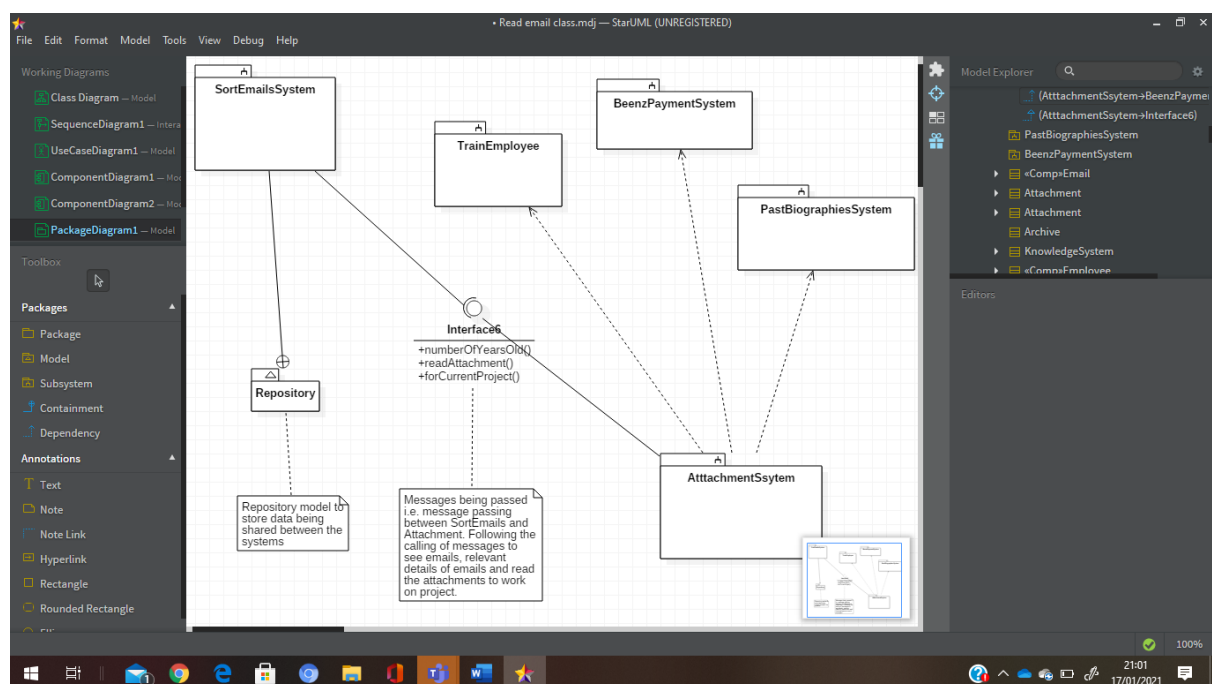 • Read email class.mdj — StarUML (UNREGISTERED)
File Edit Format Model Tools View Debug Help
Working Diagrams
Class Diagram — Model
SequenceDiagram1 — Intera
UseCaseDiagram1 — Model
ComponentDiagram1 — Mod
ComponentDiagram2 — Mod
PackageDiagram1 — Model
Toolbox
Packages
Package
Model
Subsystem
Containment
Dependency
Annotations
Text
Note
Note Link
Hyperlink
Rectangle
Rounded Rectangle
SortEmailsSystem
TrainEmployee
BeenzPaymentSystem
PastBiographiesSystem
Interface6
+numberOfYearsOld()
+readAttachment()
+forCurrentProject()
Repository
AtttachmentSsytem
Repository model to
store data being
shared between the
systems
Messages being passed
i.e. message passing
between SortEmails and
Attachment. Following the
calling of messages to
see emails, relevant
details of emails and read
the attachments to work
on project.
Model Explorer
(AtttachmentSsytem→BeenzPaymen
(AtttachmentSsytem→Interface6)
PastBiographiesSystem
BeenzPaymentSystem
«Comp»Email
Attachment
Attachment
Archive
KnowledgeSystem
«Comp»Employee
Editors
100%
21:01
17/01/2021